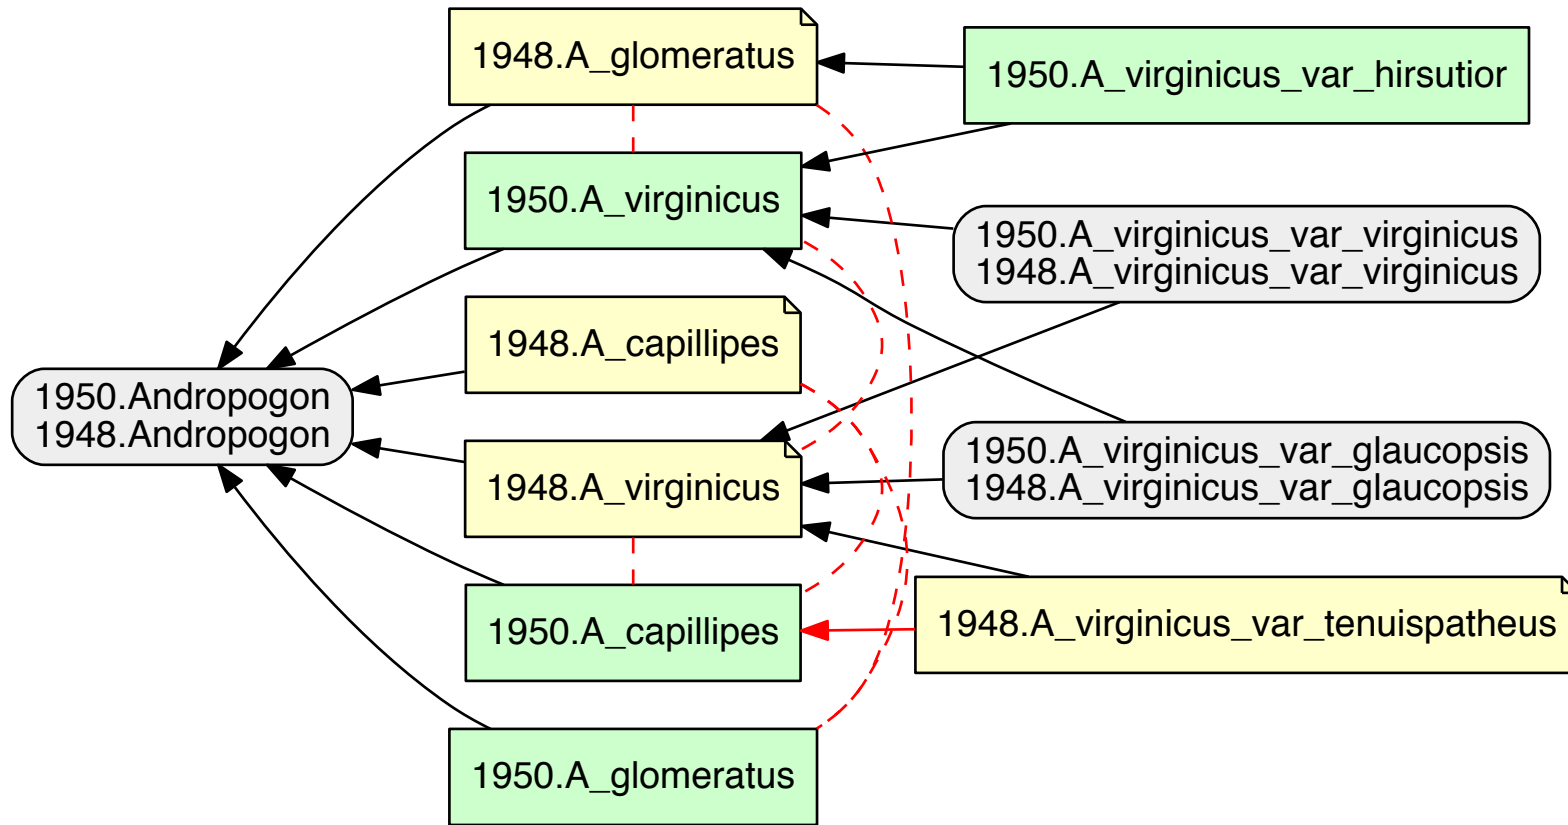 1948.A_glomeratus
1950.A_virginicus_var_hirsutior
1950.A_virginicus
1950.A_virginicus_var_virginicus
1948.A_virginicus_var_virginicus
1948.A_capillipes
1950.Andropogon
1948.Andropogon
1948.A_virginicus
1950.A_virginicus_var_glaucopsis
1948.A_virginicus_var_glaucopsis
1950.A_capillipes
1948.A_virginicus_var_tenuispatheus
1950.A_glomeratus